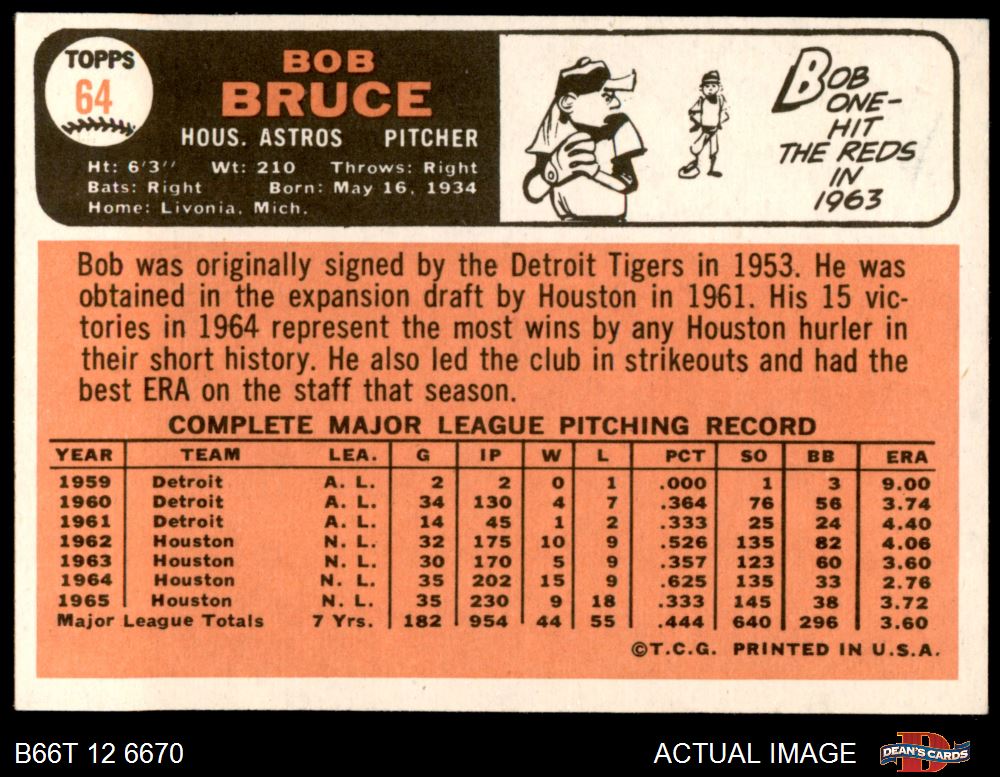 TOPPS
64
BOB
BRUCE
HOUS. ASTROS PITCHER
Ht: 6'3'' Wt: 210 Throws: Right
Bats: Right Born: May 16, 1934
Home: Livonia, Mich.
BOB
ONE-
HIT
THE REDS
IN
1963
Bob was originally signed by the Detroit Tigers in 1953. He was
obtained in the expansion draft by Houston in 1961. His 15 vic-
tories in 1964 represent the most wins by any Houston hurler in
their short history. He also led the club in strikeouts and had the
best ERA on the staff that season.
COMPLETE MAJOR LEAGUE PITCHING RECORD
YEAR TEAM LEA. G IP W L PCT SO BB ERA
1959 Detroit A. L. 2 2 0 1 .000 1 3 9.00
1960 Detroit A. L. 34 130 4 7 .364 76 56 3.74
1961 Detroit A. L. 14 45 1 2 .333 25 24 4.40
1962 Houston N. L. 32 175 10 9 .526 135 82 4.06
1963 Houston N. L. 30 170 5 9 .357 123 60 3.60
1964 Houston N. L. 35 202 15 9 .625 135 33 2.76
1965 Houston N. L. 35 230 9 18 .333 145 38 3.72
Major League Totals 7 Yrs. 182 954 44 55 .444 640 296 3.60
©T.C.G. PRINTED IN U.S.A.
B66T 12 6670 ACTUAL IMAGE DEAN'S CARDS